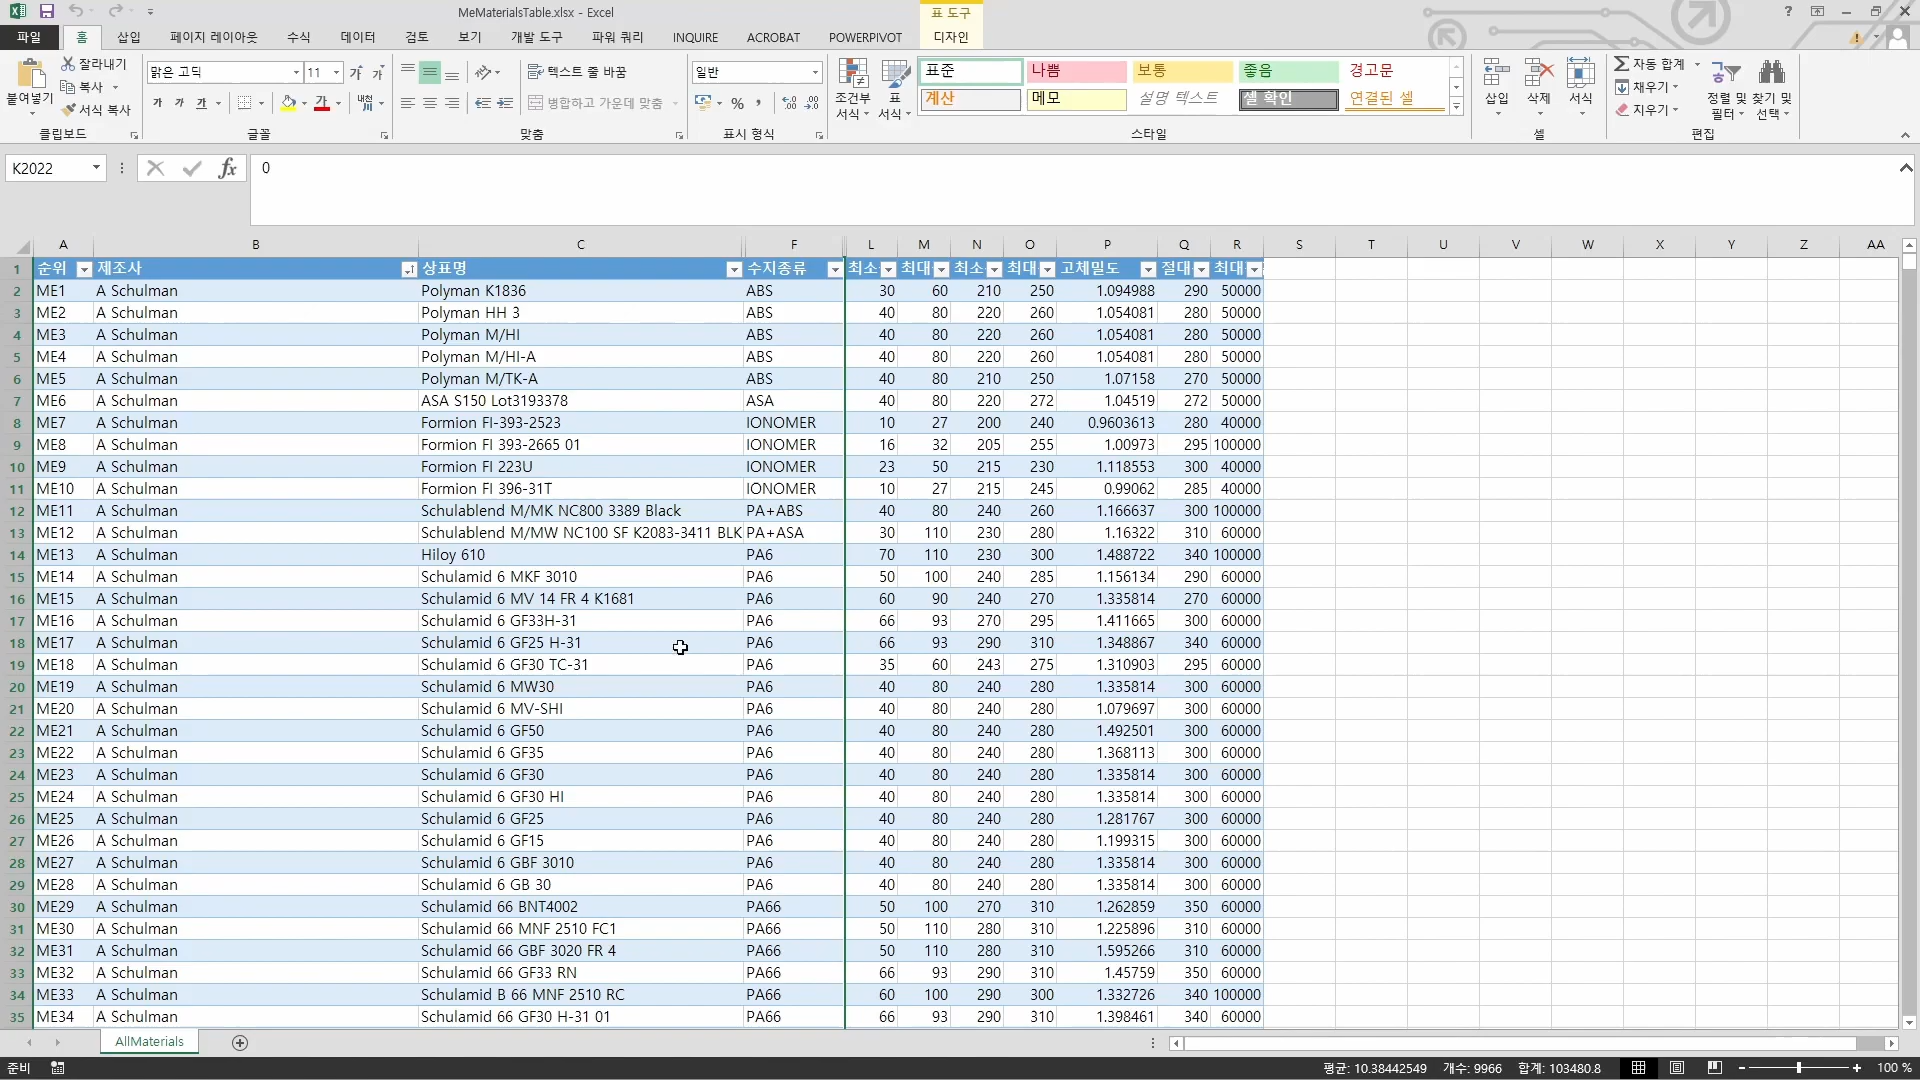 MeMaterialsTable.xlsx - Excel
표 도구
파일 홈 삽입 페이지 레이아웃 수식 데이터 검토 보기 개발 도구 파워 쿼리 INQUIRE ACROBAT POWERPIVOT 디자인
붙여넣기 잘라내기 복사 서식 복사 클립보드
맑은 고딕 11 가 가 가 가 가 가 내천 글꼴
텍스트 줄 바꿈 병합하고 가운데 맞춤 맞춤
일반 % 표시 형식
조건부 서식 표 서식
표준 나쁨 보통 좋음 경고문
계산 메모 설명 텍스트 셀 확인 연결된 셀
스타일
삽입 삭제 서식 셀
자동 합계 채우기 지우기 정렬 및 필터 찾기 및 선택 편집
K2022 fx 0
A B C F L M N O P Q R S T U V W X Y Z AA
1 순위 제조사 상표명 수지종류 최소 최대 최소 최대 고체밀도 절대 최대
2 ME1 A Schulman Polyman K1836 ABS 30 60 210 250 1.094988 290 50000
3 ME2 A Schulman Polyman HH 3 ABS 40 80 220 260 1.054081 280 50000
4 ME3 A Schulman Polyman M/HI ABS 40 80 220 260 1.054081 280 50000
5 ME4 A Schulman Polyman M/HI-A ABS 40 80 220 260 1.054081 280 50000
6 ME5 A Schulman Polyman M/TK-A ABS 40 80 210 250 1.07158 270 50000
7 ME6 A Schulman ASA S150 Lot3193378 ASA 40 80 220 272 1.04519 272 50000
8 ME7 A Schulman Formion FI-393-2523 IONOMER 10 27 200 240 0.9603613 280 40000
9 ME8 A Schulman Formion FI 393-2665 01 IONOMER 16 32 205 255 1.00973 295 100000
10 ME9 A Schulman Formion FI 223U IONOMER 23 50 215 230 1.118553 300 40000
11 ME10 A Schulman Formion FI 396-31T IONOMER 10 27 215 245 0.99062 285 40000
12 ME11 A Schulman Schulablend M/MK NC800 3389 Black PA+ABS 40 80 240 260 1.166637 300 100000
13 ME12 A Schulman Schulablend M/MW NC100 SF K2083-3411 BLK PA+ASA 30 110 230 280 1.16322 310 60000
14 ME13 A Schulman Hiloy 610 PA6 70 110 230 300 1.488722 340 100000
15 ME14 A Schulman Schulamid 6 MKF 3010 PA6 50 100 240 285 1.156134 290 60000
16 ME15 A Schulman Schulamid 6 MV 14 FR 4 K1681 PA6 60 90 240 270 1.335814 270 60000
17 ME16 A Schulman Schulamid 6 GF33H-31 PA6 66 93 270 295 1.411665 300 60000
18 ME17 A Schulman Schulamid 6 GF25 H-31 PA6 66 93 290 310 1.348867 340 60000
19 ME18 A Schulman Schulamid 6 GF30 TC-31 PA6 35 60 243 275 1.310903 295 60000
20 ME19 A Schulman Schulamid 6 MW30 PA6 40 80 240 280 1.335814 300 60000
21 ME20 A Schulman Schulamid 6 MV-SHI PA6 40 80 240 280 1.079697 300 60000
22 ME21 A Schulman Schulamid 6 GF50 PA6 40 80 240 280 1.492501 300 60000
23 ME22 A Schulman Schulamid 6 GF35 PA6 40 80 240 280 1.368113 300 60000
24 ME23 A Schulman Schulamid 6 GF30 PA6 40 80 240 280 1.335814 300 60000
25 ME24 A Schulman Schulamid 6 GF30 HI PA6 40 80 240 280 1.335814 300 60000
26 ME25 A Schulman Schulamid 6 GF25 PA6 40 80 240 280 1.281767 300 60000
27 ME26 A Schulman Schulamid 6 GF15 PA6 40 80 240 280 1.199315 300 60000
28 ME27 A Schulman Schulamid 6 GBF 3010 PA6 40 80 240 280 1.335814 300 60000
29 ME28 A Schulman Schulamid 6 GB 30 PA6 40 80 240 280 1.335814 300 60000
30 ME29 A Schulman Schulamid 66 BNT4002 PA66 50 100 270 310 1.262859 350 60000
31 ME30 A Schulman Schulamid 66 MNF 2510 FC1 PA66 50 110 280 310 1.225896 310 60000
32 ME31 A Schulman Schulamid 66 GBF 3020 FR 4 PA66 50 110 280 310 1.595266 310 60000
33 ME32 A Schulman Schulamid 66 GF33 RN PA66 66 93 290 310 1.45759 350 60000
34 ME33 A Schulman Schulamid B 66 MNF 2510 RC PA66 60 100 290 300 1.332726 340 100000
35 ME34 A Schulman Schulamid 66 GF30 H-31 01 PA66 66 93 290 310 1.398461 340 60000
AllMaterials
준비 평균: 10.38442549 개수: 9966 합계: 103480.8 100 %